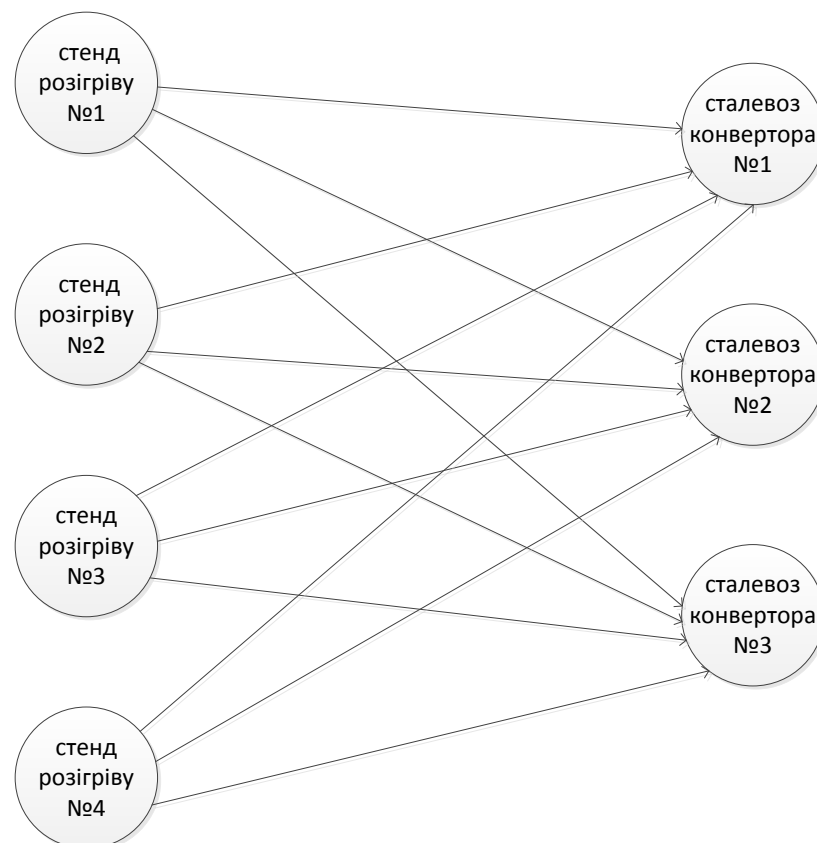 стенд
розігріву
№1
стенд
розігріву
№2
стенд
розігріву
№3
стенд
розігріву
№4
сталевоз
конвертора
№1
сталевоз
конвертора
№2
сталевоз
конвертора
№3